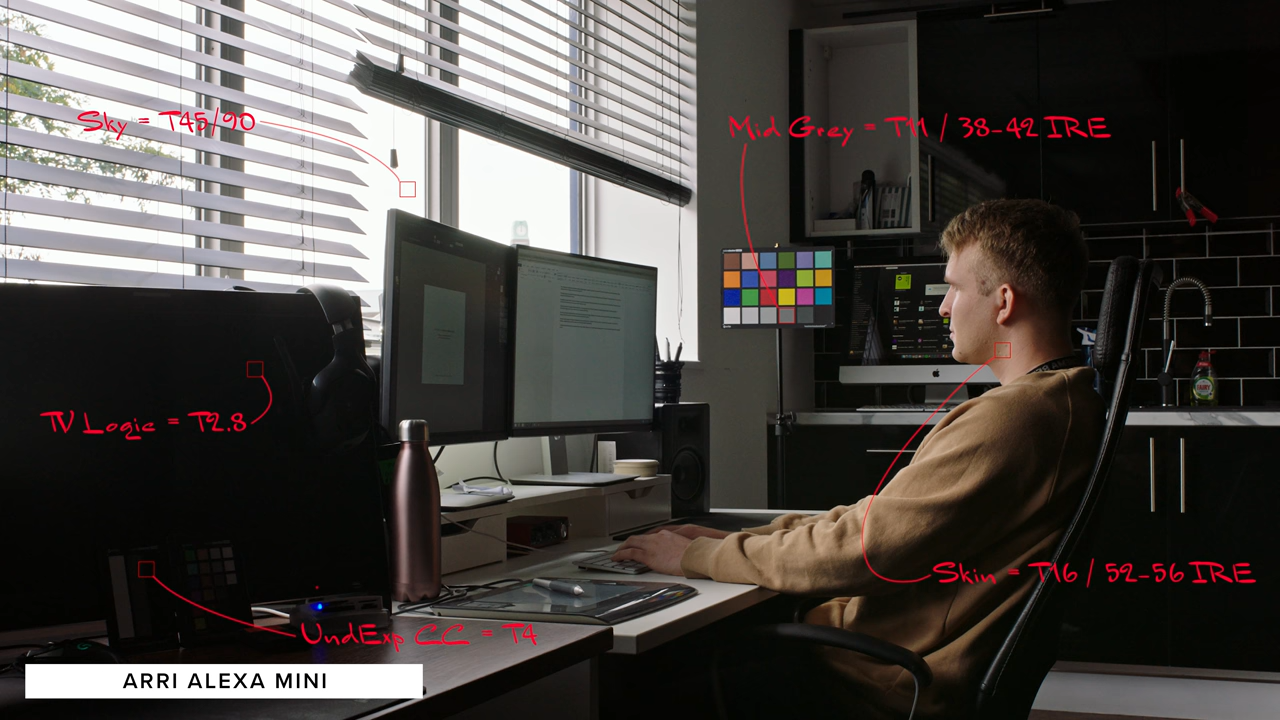 Sky = T45/90
Mid Grey = T11 / 38-42 IRE
TV Logic = T2.8
Skin = T16 / 52-56 IRE
UndExp CC = T4
FAIRY
ARRI ALEXA MINI